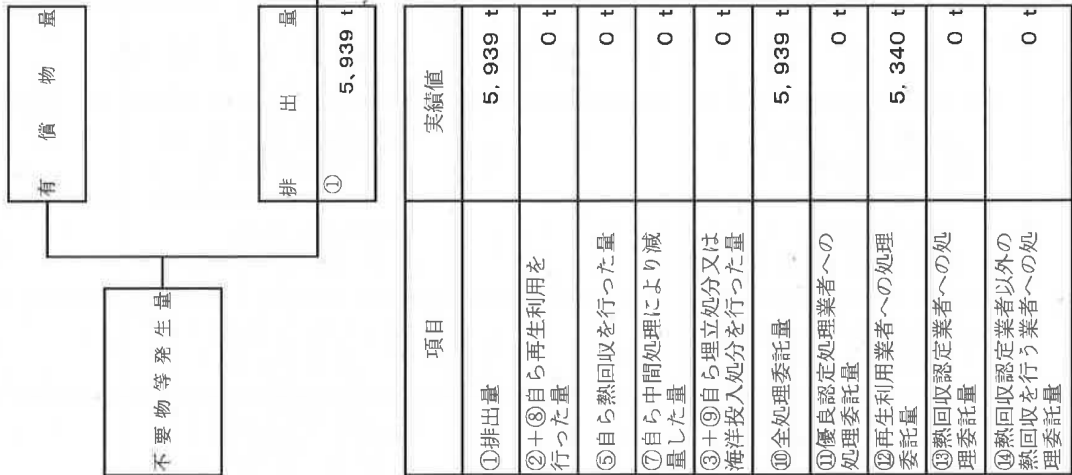 有償物量
不要物等発生量
排出量
① 5、939 t
項目 実績値
①排出量 5, 939 t
②+⑧自ら再生利用を
行った量 0 t
⑤自ら熱回収を行った量 0 t
⑦自ら中間処理により減
量した量 0 t
③+⑨自ら埋立処分又は
海洋投入処分を行った量 0 t
⑩全処理委託量 5, 939 t
⑪優良認定処理業者への
処理委託量 0 t
⑫再生利用業者への処理
委託量 5, 340 t
⑬熱回収認定業者への処
理委託量 0 t
⑭熱回収認定業者以外の
熱回収を行う業者への処
理委託量 0 t